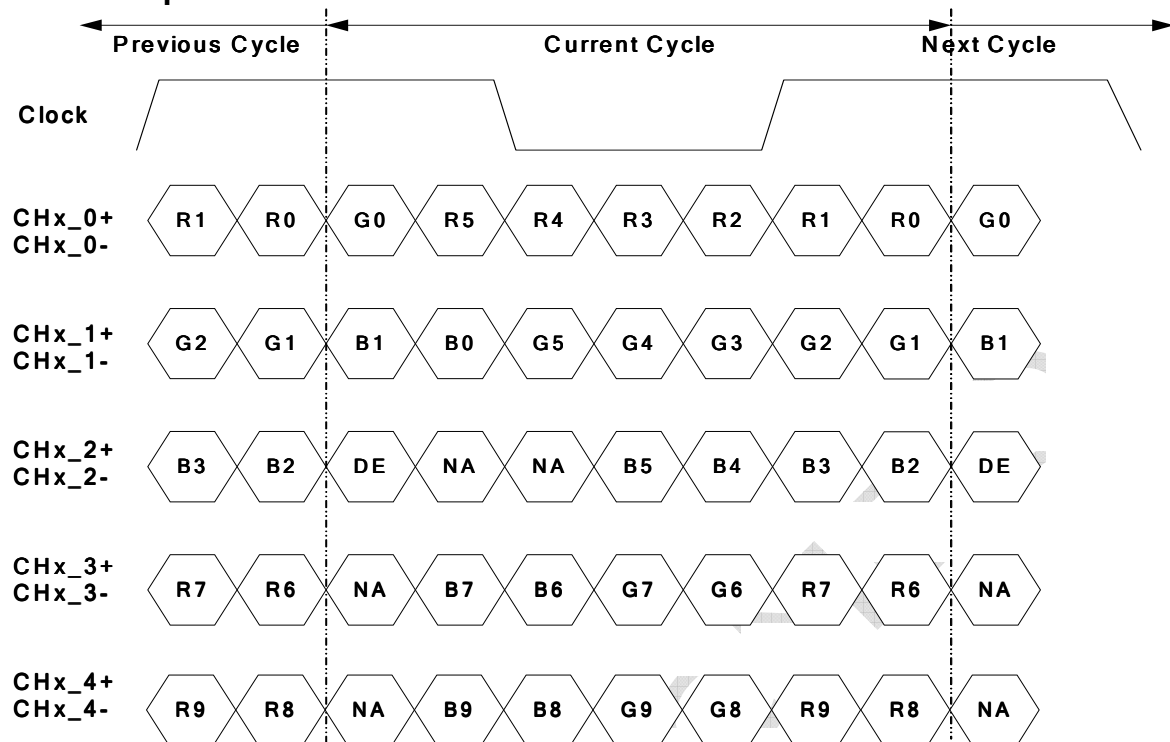 Previous Cycle Current Cycle Next Cycle
Clock
CHx_0+ R1 R0 G0 R5 R4 R3 R2 R1 R0 G0
CHx_0-
CHx_1+ G2 G1 B1 B0 G5 G4 G3 G2 G1 B1
CHx_1-
CHx_2+ B3 B2 DE NA NA B5 B4 B3 B2 DE
CHx_2-
CHx_3+ R7 R6 NA B7 B6 G7 G6 R7 R6 NA
CHx_3-
CHx_4+ R9 R8 NA B9 B8 G9 G8 R9 R8 NA
CHx_4-